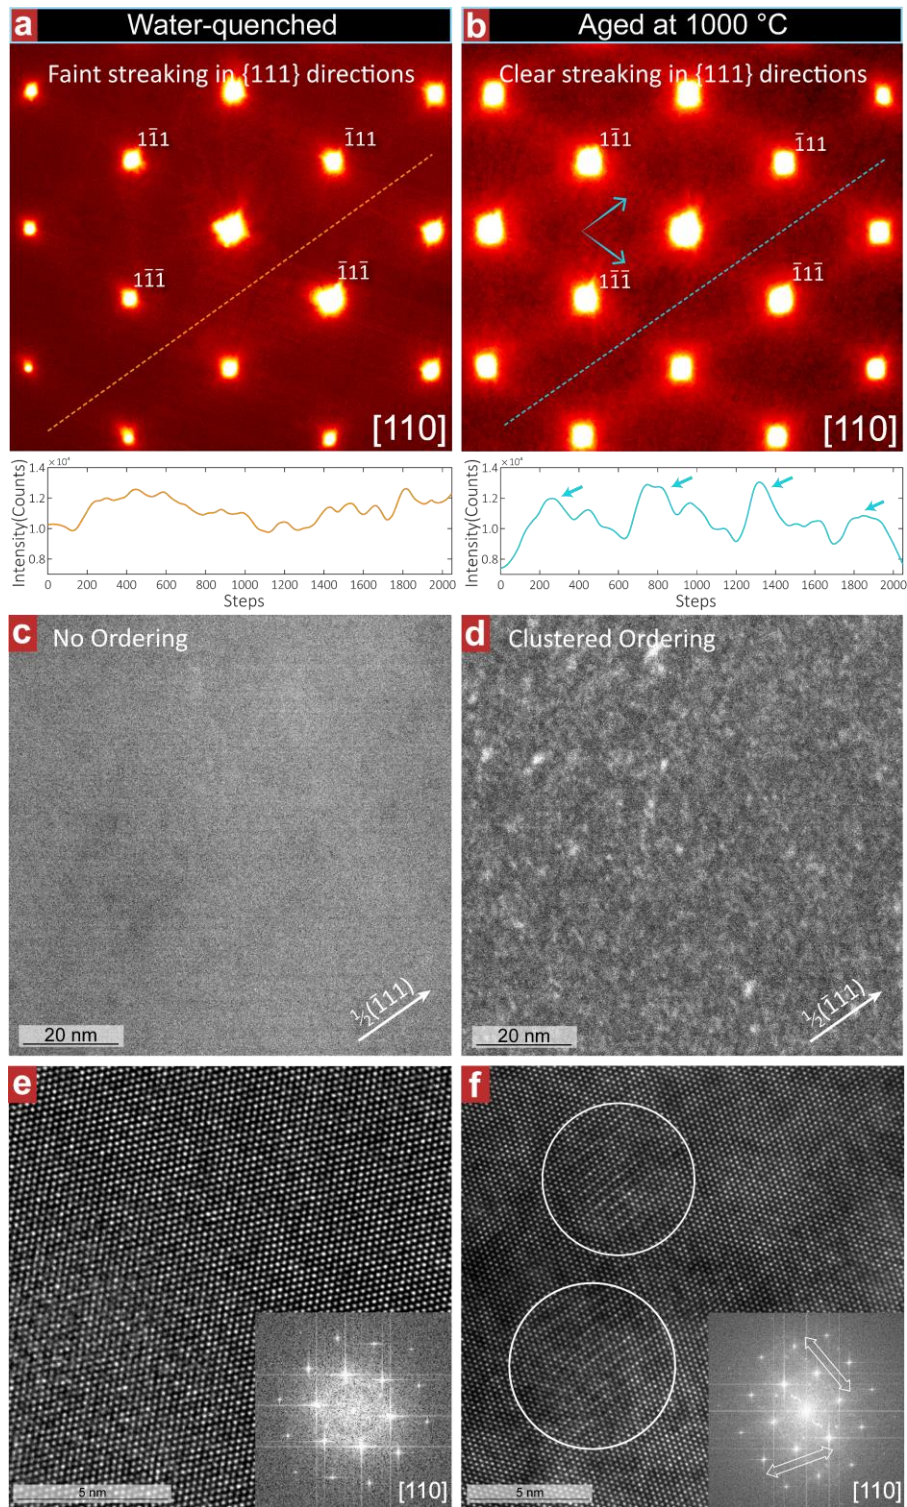 a Water-quenched
b Aged at 1000 °C
Faint streaking in {111} directions
Clear streaking in {111} directions
11̄1 1̄11
11̄1 1̄11
11̄1̄ 1̄11̄
11̄1̄ 1̄11̄
[110]
[110]
Intensity(Counts)
×10⁴
1.4
1.2
1.0
0.8
0 200 400 600 800 1000 1200 1400 1600 1800 2000
Steps
Intensity(Counts)
×10⁴
1.4
1.2
1.0
0.8
0 200 400 600 800 1000 1200 1400 1600 1800 2000
Steps
c No Ordering
d Clustered Ordering
½(1̄11)
20 nm
½(1̄11)
20 nm
e
5 nm
[110]
f
5 nm
[110]